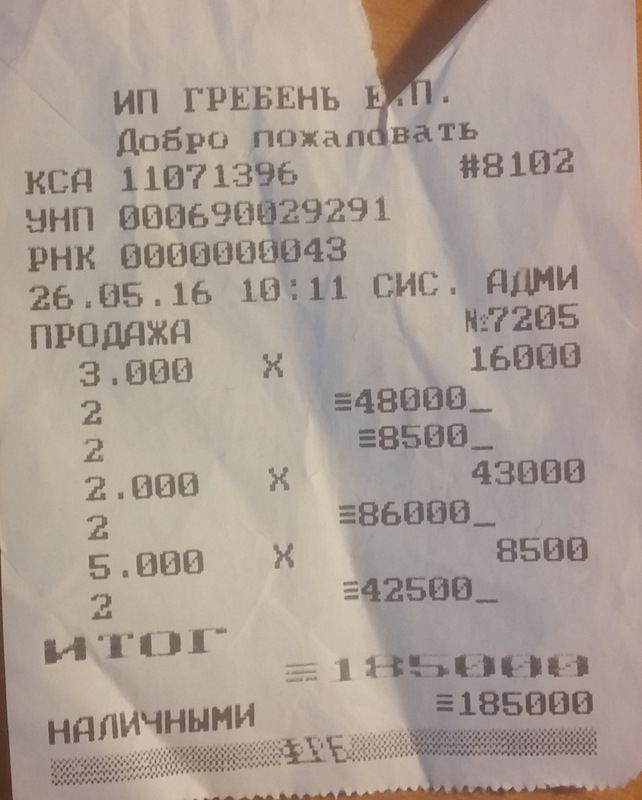 ИП ГРЕБЕНЬ Е.П.
Добро пожаловать
КСА 11071396 #8102
УНП 000690029291
РНК 0000000043
26.05.16 10:11 СИС. АДМИ
ПРОДАЖА №7205
3.000 X 16000
2 ≡48000_
2 ≡8500_
2.000 X 43000
2 ≡86000_
5.000 X 8500
2 ≡42500_
ИТОГ
≡185000
НАЛИЧНЫМИ ≡185000